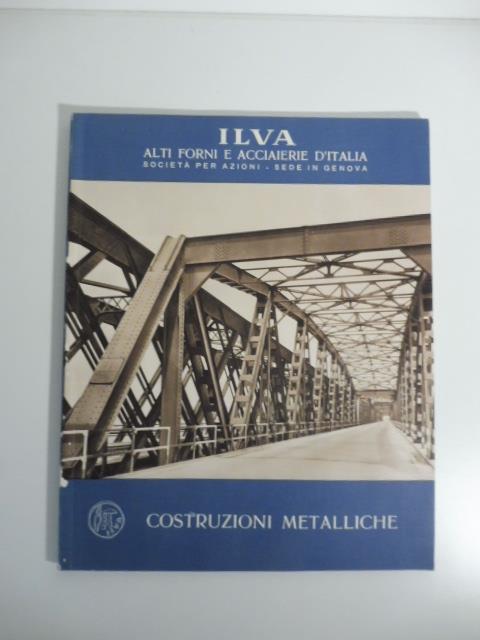 ILVA
ALTI FORNI E ACCIAIERIE D'ITALIA
SOCIETÀ PER AZIONI - SEDE IN GENOVA
COSTRUZIONI METALLICHE